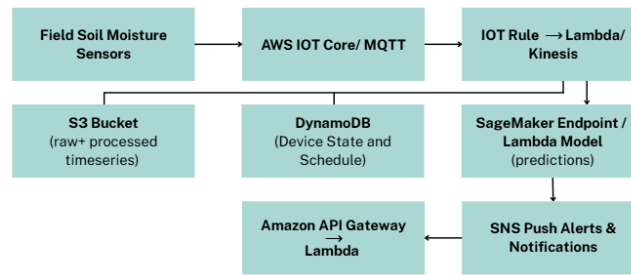 Field Soil Moisture
Sensors
AWS IOT Core/ MQTT
IOT Rule → Lambda/
Kinesis
S3 Bucket
(raw+ processed
timeseries)
DynamoDB
(Device State and
Schedule)
SageMaker Endpoint /
Lambda Model
(predictions)
Amazon API Gateway
→
Lambda
SNS Push Alerts &
Notifications